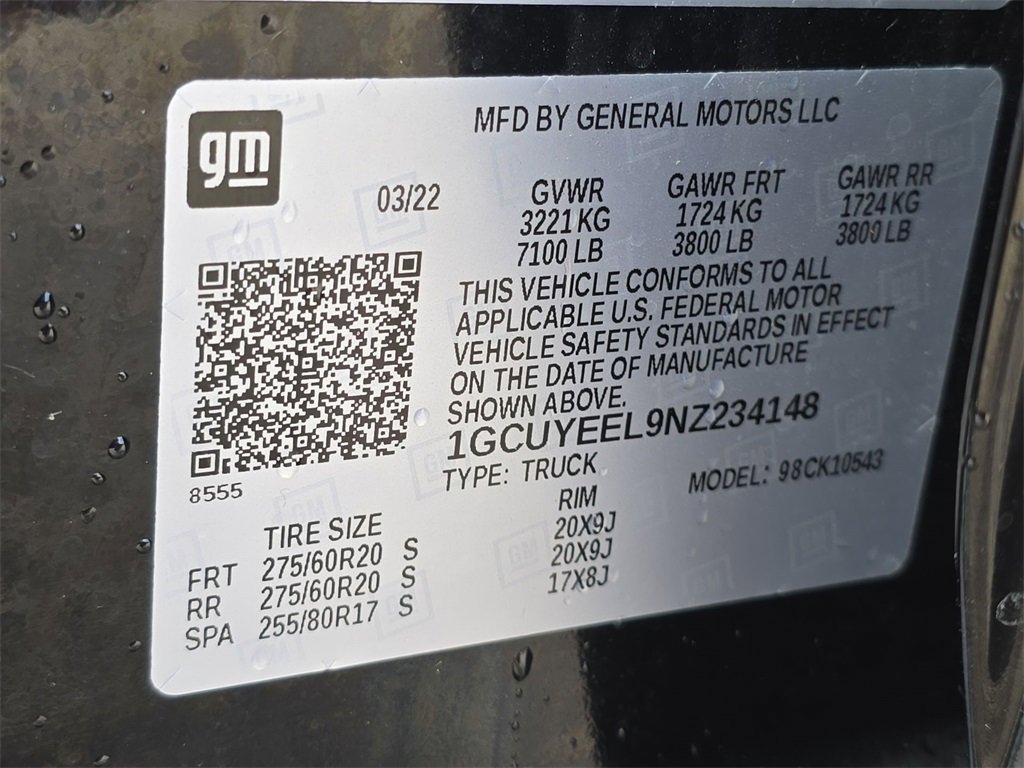 gm
MFD BY GENERAL MOTORS LLC
03/22
GVWR GAWR FRT GAWR RR
3221 KG 1724 KG 1724 KG
7100 LB 3800 LB 3800 LB
THIS VEHICLE CONFORMS TO ALL
APPLICABLE U.S. FEDERAL MOTOR
VEHICLE SAFETY STANDARDS IN EFFECT
ON THE DATE OF MANUFACTURE
SHOWN ABOVE.
1GCUYEEL9NZ234148
TYPE: TRUCK MODEL: 98CK10543
8555
TIRE SIZE RIM
FRT 275/60R20 S 20X9J
RR 275/60R20 S 20X9J
SPA 255/80R17 S 17X8J